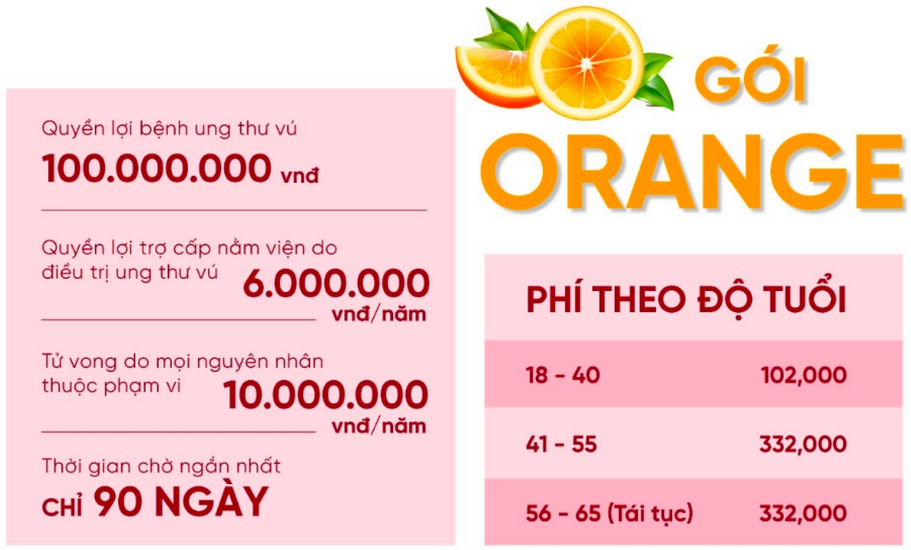 GÓI
ORANGE
Quyền lợi bệnh ung thư vú
100.000.000 vnđ
Quyền lợi trợ cấp nằm viện do
điều trị ung thư vú
6.000.000
vnđ/năm
Tử vong do mọi nguyên nhân
thuộc phạm vi
10.000.000
vnđ/năm
Thời gian chờ ngắn nhất
CHỈ 90 NGÀY
PHÍ THEO ĐỘ TUỔI
18 - 40 102,000
41 - 55 332,000
56 - 65 (Tái tục) 332,000